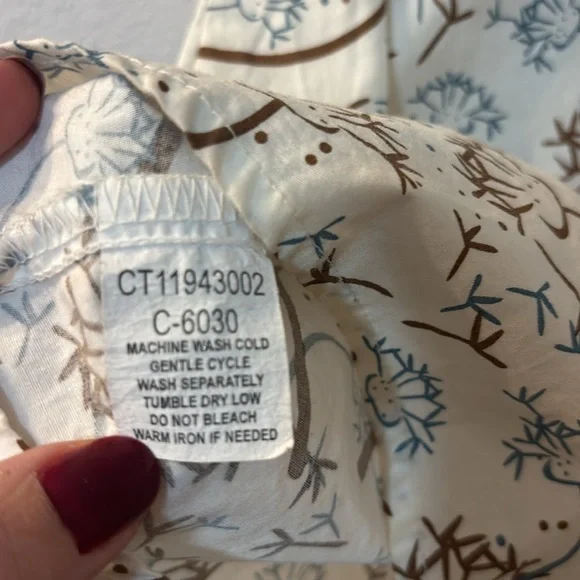 CT11943002
C-6030
MACHINE WASH COLD
GENTLE CYCLE
WASH SEPARATELY
TUMBLE DRY LOW
DO NOT BLEACH
WARM IRON IF NEEDED